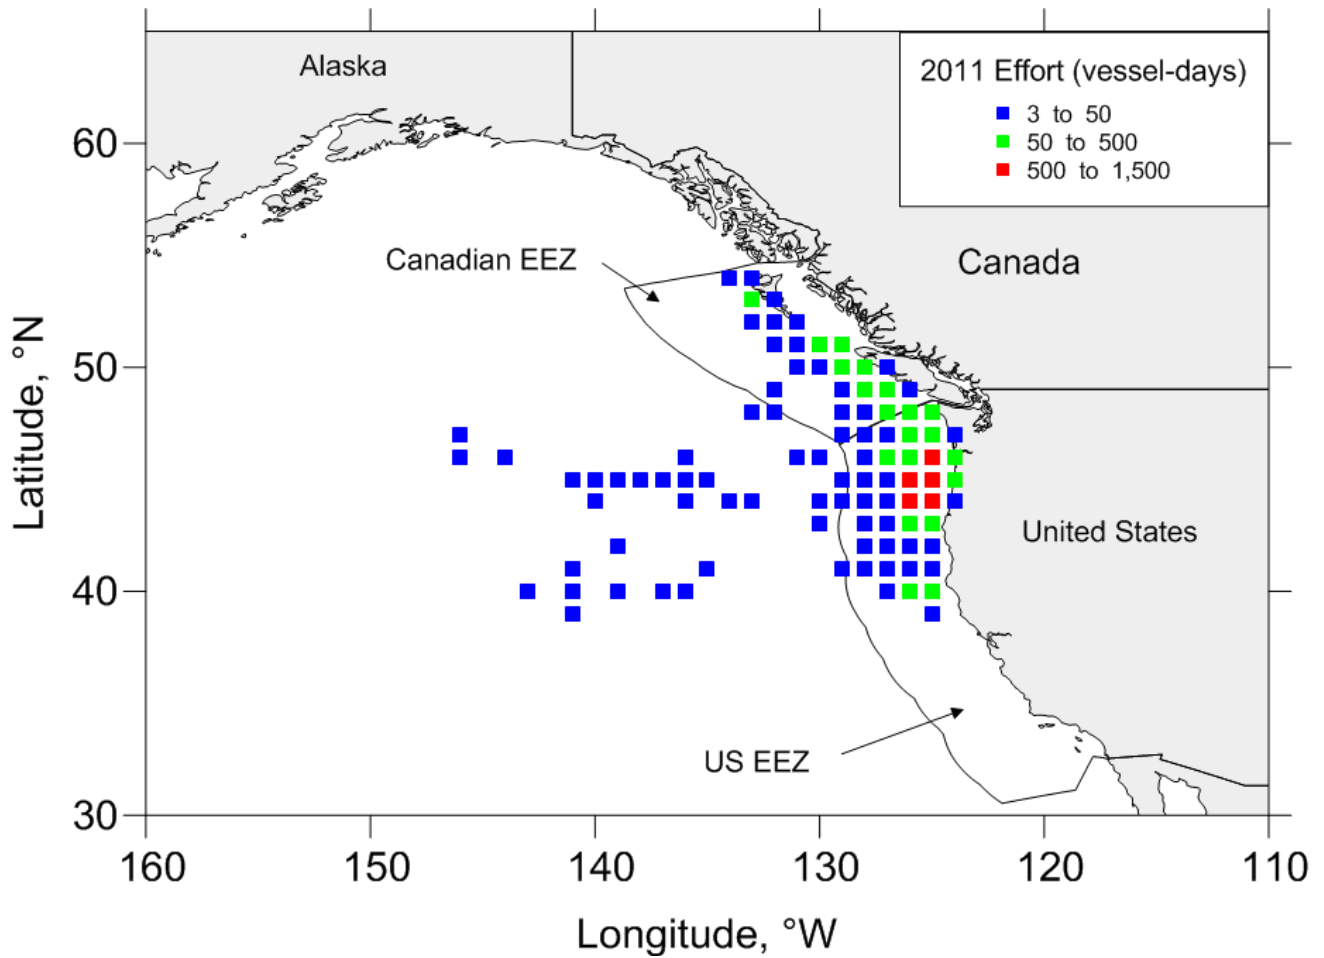 Alaska
2011 Effort (vessel-days)
3 to 50
50 to 500
500 to 1,500
60
Canadian EEZ
Canada
50
Latitude, °N
United States
40
US EEZ
30
160 150 140 130 120 110
Longitude, °W